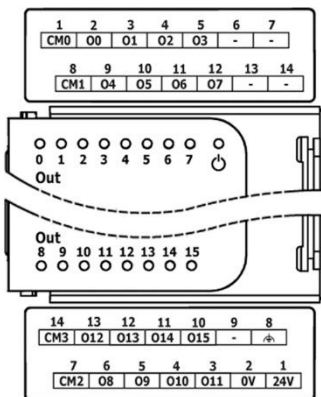 1 2 3 4 5 6 7
CM0 O0 O1 O2 O3 - -
8 9 10 11 12 13 14
CM1 O4 O5 O6 O7 - -
0 1 2 3 4 5 6 7
Out
Out
8 9 10 11 12 13 14 15
14 13 12 11 10 9 8
CM3 O12 O13 O14 O15 -
7 6 5 4 3 2 1
CM2 O8 O9 O10 O11 0V 24V